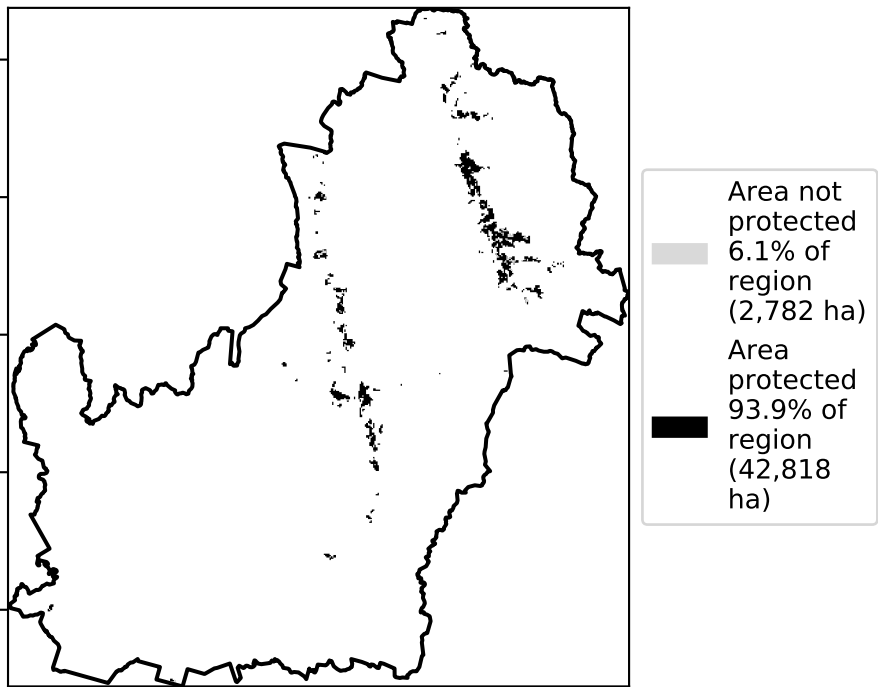 Area not
protected
6.1% of
region
(2,782 ha)
Area
protected
93.9% of
region
(42,818
ha)